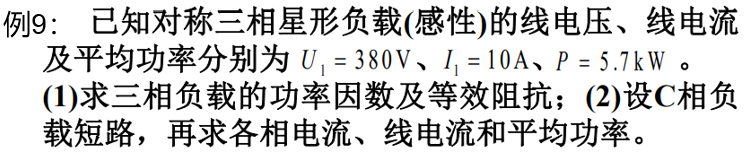 例9： 已知对称三相星形负载(感性)的线电压、线电流
及平均功率分别为 U₁ = 380V、I₁ = 10A、P = 5.7kW 。
(1)求三相负载的功率因数及等效阻抗；(2)设C相负
载短路，再求各相电流、线电流和平均功率。